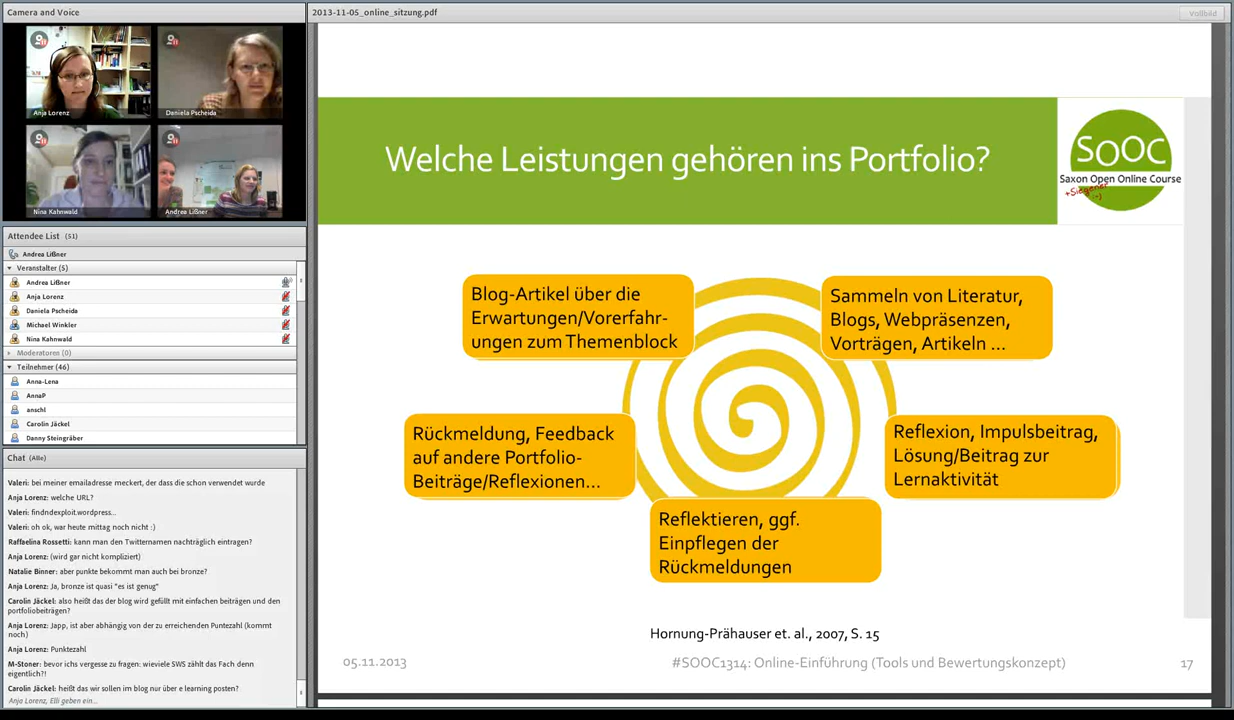 Camera and Voice
Anja Lorenz
Daniela Pscheida
Nina Kahnwald
Andrea Lißner
Attendee List (51)
Andrea Lißner
Veranstalter (5)
Andrea Lißner
Anja Lorenz
Daniela Pscheida
Michael Winkler
Nina Kahnwald
Moderatoren (0)
Teilnehmer (46)
Anna-Lena
AnnaP
anschl
Carolin Jäckel
Danny Steingräber
Chat (Alle)
Valeri: bei meiner emailadresse meckert, der dass die schon verwendet wurde
Anja Lorenz: welche URL?
Valeri: findndexploit.wordpress...
Valeri: oh ok, war heute mittag noch nicht :)
Raffaelina Rossetti: kann man den Twitternamen nachträglich eintragen?
Anja Lorenz: (wird gar nicht kompliziert)
Natalie Binner: aber punkte bekommt man auch bei bronze?
Anja Lorenz: Ja, bronze ist quasi "es ist genug"
Carolin Jäckel: also heißt das der blog wird gefüllt mit einfachen beiträgen und den
portfoliobeiträgen?
Anja Lorenz: Japp, ist aber abhängig von der zu erreichenden Puntezahl (kommt
noch)
Anja Lorenz: Punktezahl
M-Stoner: bevor ichs vergesse zu fragen: wieviele SWS zählt das Fach denn
eigentlich?!
Carolin Jäckel: heißt das wir sollen im blog nur über e learning posten?
Anja Lorenz, Elli geben ein...
2013-11-05_online_sitzung.pdf
Vollbild
Welche Leistungen gehören ins Portfolio?
SOOC
Saxon Open Online Course
+Siegener
:-)
Blog-Artikel über die
Erwartungen/Vorerfahr-
ungen zum Themenblock
Sammeln von Literatur,
Blogs, Webpräsenzen,
Vorträgen, Artikeln ...
Rückmeldung, Feedback
auf andere Portfolio-
Beiträge/Reflexionen...
Reflexion, Impulsbeitrag,
Lösung/Beitrag zur
Lernaktivität
Reflektieren, ggf.
Einpflegen der
Rückmeldungen
Hornung-Prähauser et. al., 2007, S. 15
05.11.2013
#SOOC1314: Online-Einführung (Tools und Bewertungskonzept)
17